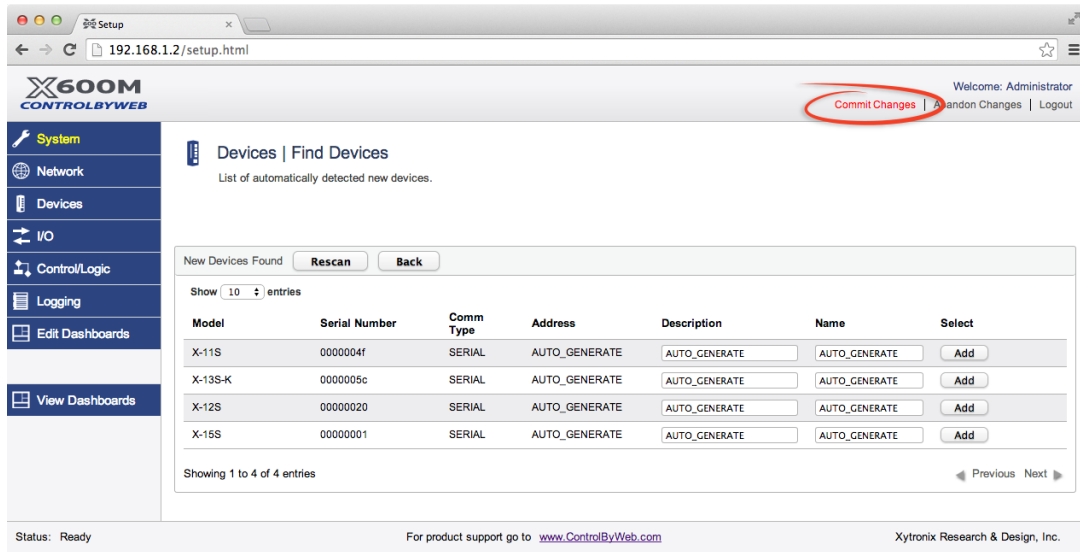 Setup
192.168.1.2/setup.html
X600M
CONTROLBYWEB
Welcome: Administrator
Commit Changes | Abandon Changes | Logout
System
Network
Devices
I/O
Control/Logic
Logging
Edit Dashboards
View Dashboards
Devices | Find Devices
List of automatically detected new devices.
New Devices Found Rescan Back
Show 10 entries
Model Serial Number Comm Type Address Description Name Select
X-11S 0000004f SERIAL AUTO_GENERATE AUTO_GENERATE AUTO_GENERATE Add
X-13S-K 0000005c SERIAL AUTO_GENERATE AUTO_GENERATE AUTO_GENERATE Add
X-12S 00000020 SERIAL AUTO_GENERATE AUTO_GENERATE AUTO_GENERATE Add
X-15S 00000001 SERIAL AUTO_GENERATE AUTO_GENERATE AUTO_GENERATE Add
Showing 1 to 4 of 4 entries
Previous Next
Status: Ready
For product support go to www.ControlByWeb.com
Xytronix Research & Design, Inc.